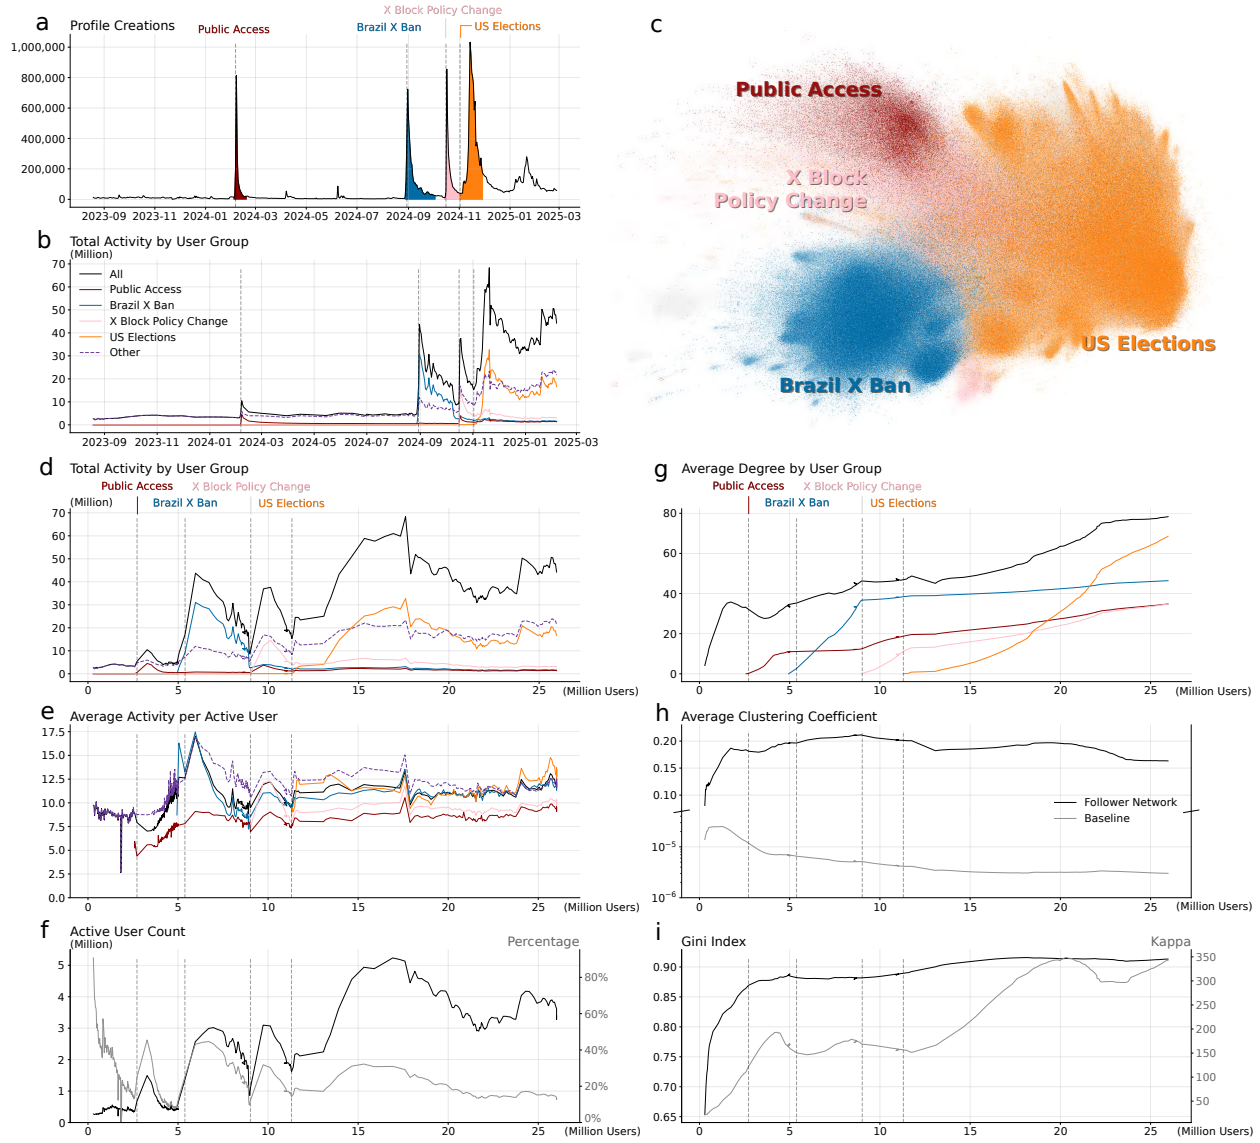 a
Profile Creations
X Block Policy Change
Public Access
Brazil X Ban
US Elections
1,000,000
800,000
600,000
400,000
200,000
0
2023-09 2023-11 2024-01 2024-03 2024-05 2024-07 2024-09 2024-11 2025-01 2025-03
b
Total Activity by User Group
(Million)
70
60
50
40
30
20
10
0
All
Public Access
Brazil X Ban
X Block Policy Change
US Elections
Other
2023-09 2023-11 2024-01 2024-03 2024-05 2024-07 2024-09 2024-11 2025-01 2025-03
c
Public Access
X Block
Policy Change
US Elections
Brazil X Ban
d
Total Activity by User Group
Public Access X Block Policy Change
(Million) Brazil X Ban US Elections
70
60
50
40
30
20
10
0
0 5 10 15 20 25 (Million Users)
e
Average Activity per Active User
17.5
15.0
12.5
10.0
7.5
5.0
2.5
0.0
0 5 10 15 20 25 (Million Users)
f
Active User Count
(Million)
Percentage
5
4
3
2
1
0
80%
60%
40%
20%
0%
0 5 10 15 20 25 (Million Users)
g
Average Degree by User Group
Public Access X Block Policy Change
Brazil X Ban US Elections
80
60
40
20
0
0 5 10 15 20 25 (Million Users)
h
Average Clustering Coefficient
0.20
0.15
0.10
10⁻⁵
10⁻⁶
Follower Network
Baseline
0 5 10 15 20 25 (Million Users)
i
Gini Index
Kappa
0.90
0.85
0.80
0.75
0.70
0.65
350
300
250
200
150
100
50
0 5 10 15 20 25 (Million Users)